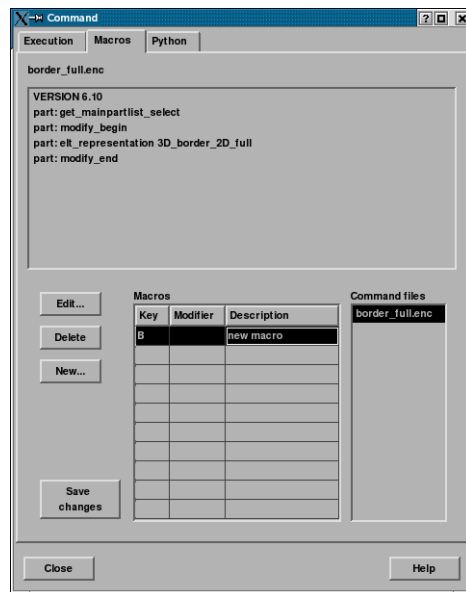 Command
Execution Macros Python
border_full.enc
VERSION 6.10
part: get_mainpartlist_select
part: modify_begin
part: elt_representation 3D_border_2D_full
part: modify_end
Macros
Command files
Edit...
Key Modifier Description
border_full.enc
B new macro
Delete
New...
Save
changes
Close Help